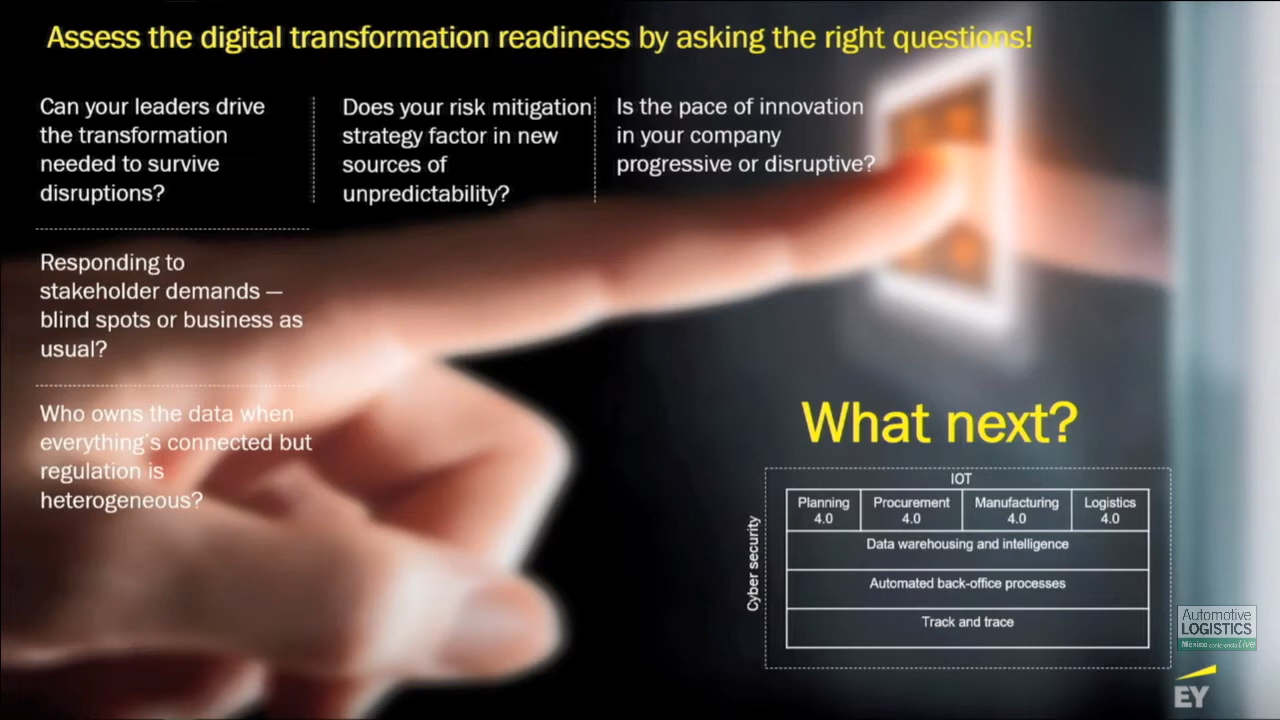 Assess the digital transformation readiness by asking the right questions!
Can your leaders drive
the transformation
needed to survive
disruptions?
Does your risk mitigation
strategy factor in new
sources of
unpredictability?
Is the pace of innovation
in your company
progressive or disruptive?
Responding to
stakeholder demands —
blind spots or business as
usual?
Who owns the data when
everything's connected but
regulation is
heterogeneous?
What next?
IOT
Cyber security
Planning
4.0
Procurement
4.0
Manufacturing
4.0
Logistics
4.0
Data warehousing and intelligence
Automated back-office processes
Track and trace
Automotive
LOGISTICS
México conferencia Live
EY